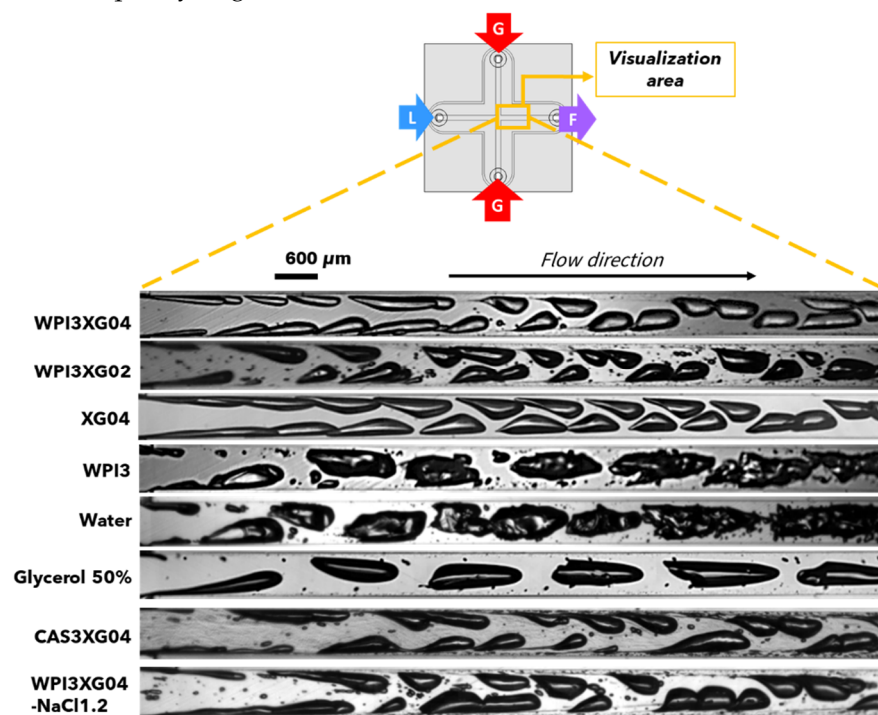 G
Visualization
area
L
F
G
600 µm
Flow direction
WPI3XG04
WPI3XG02
XG04
WPI3
Water
Glycerol 50%
CAS3XG04
WPI3XG04
-NaCl1.2